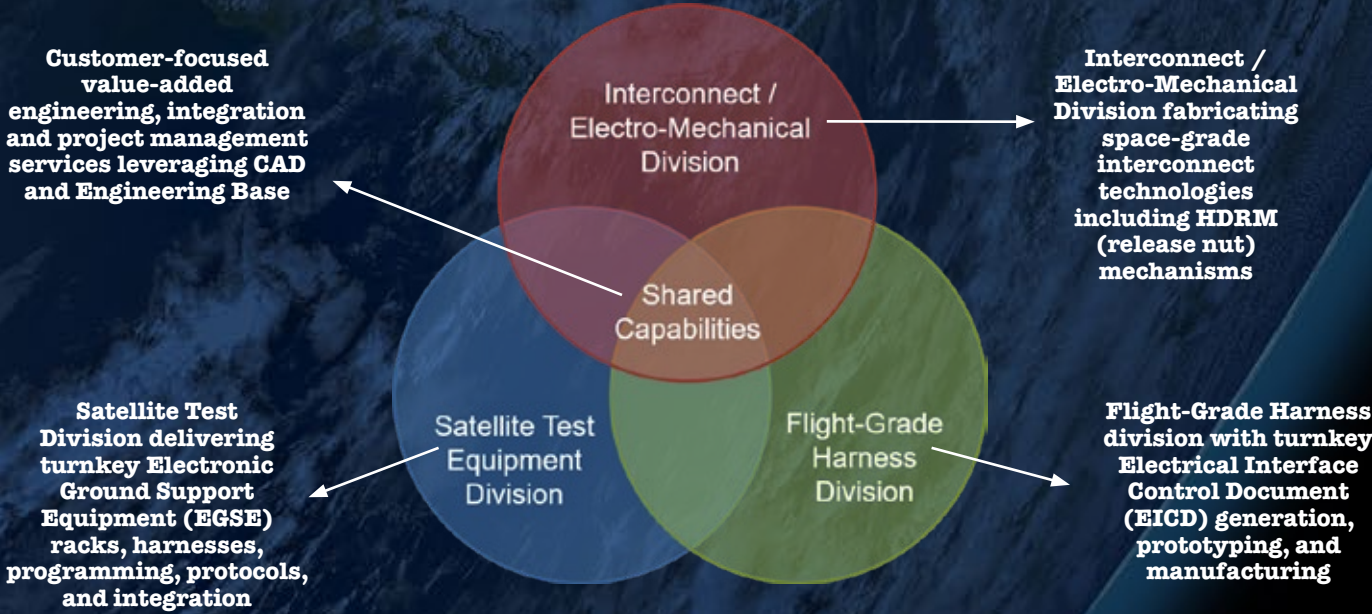 Customer-focused
value-added
engineering, integration
and project management
services leveraging CAD
and Engineering Base
Interconnect /
Electro-Mechanical
Division
Interconnect /
Electro-Mechanical
Division fabricating
space-grade
interconnect
technologies
including HDRM
(release nut)
mechanisms
Shared
Capabilities
Satellite Test
Division delivering
turnkey Electronic
Ground Support
Equipment (EGSE)
racks, harnesses,
programming, protocols,
and integration
Satellite Test
Equipment
Division
Flight-Grade
Harness
Division
Flight-Grade Harness
division with turnkey
Electrical Interface
Control Document
(EICD) generation,
prototyping, and
manufacturing